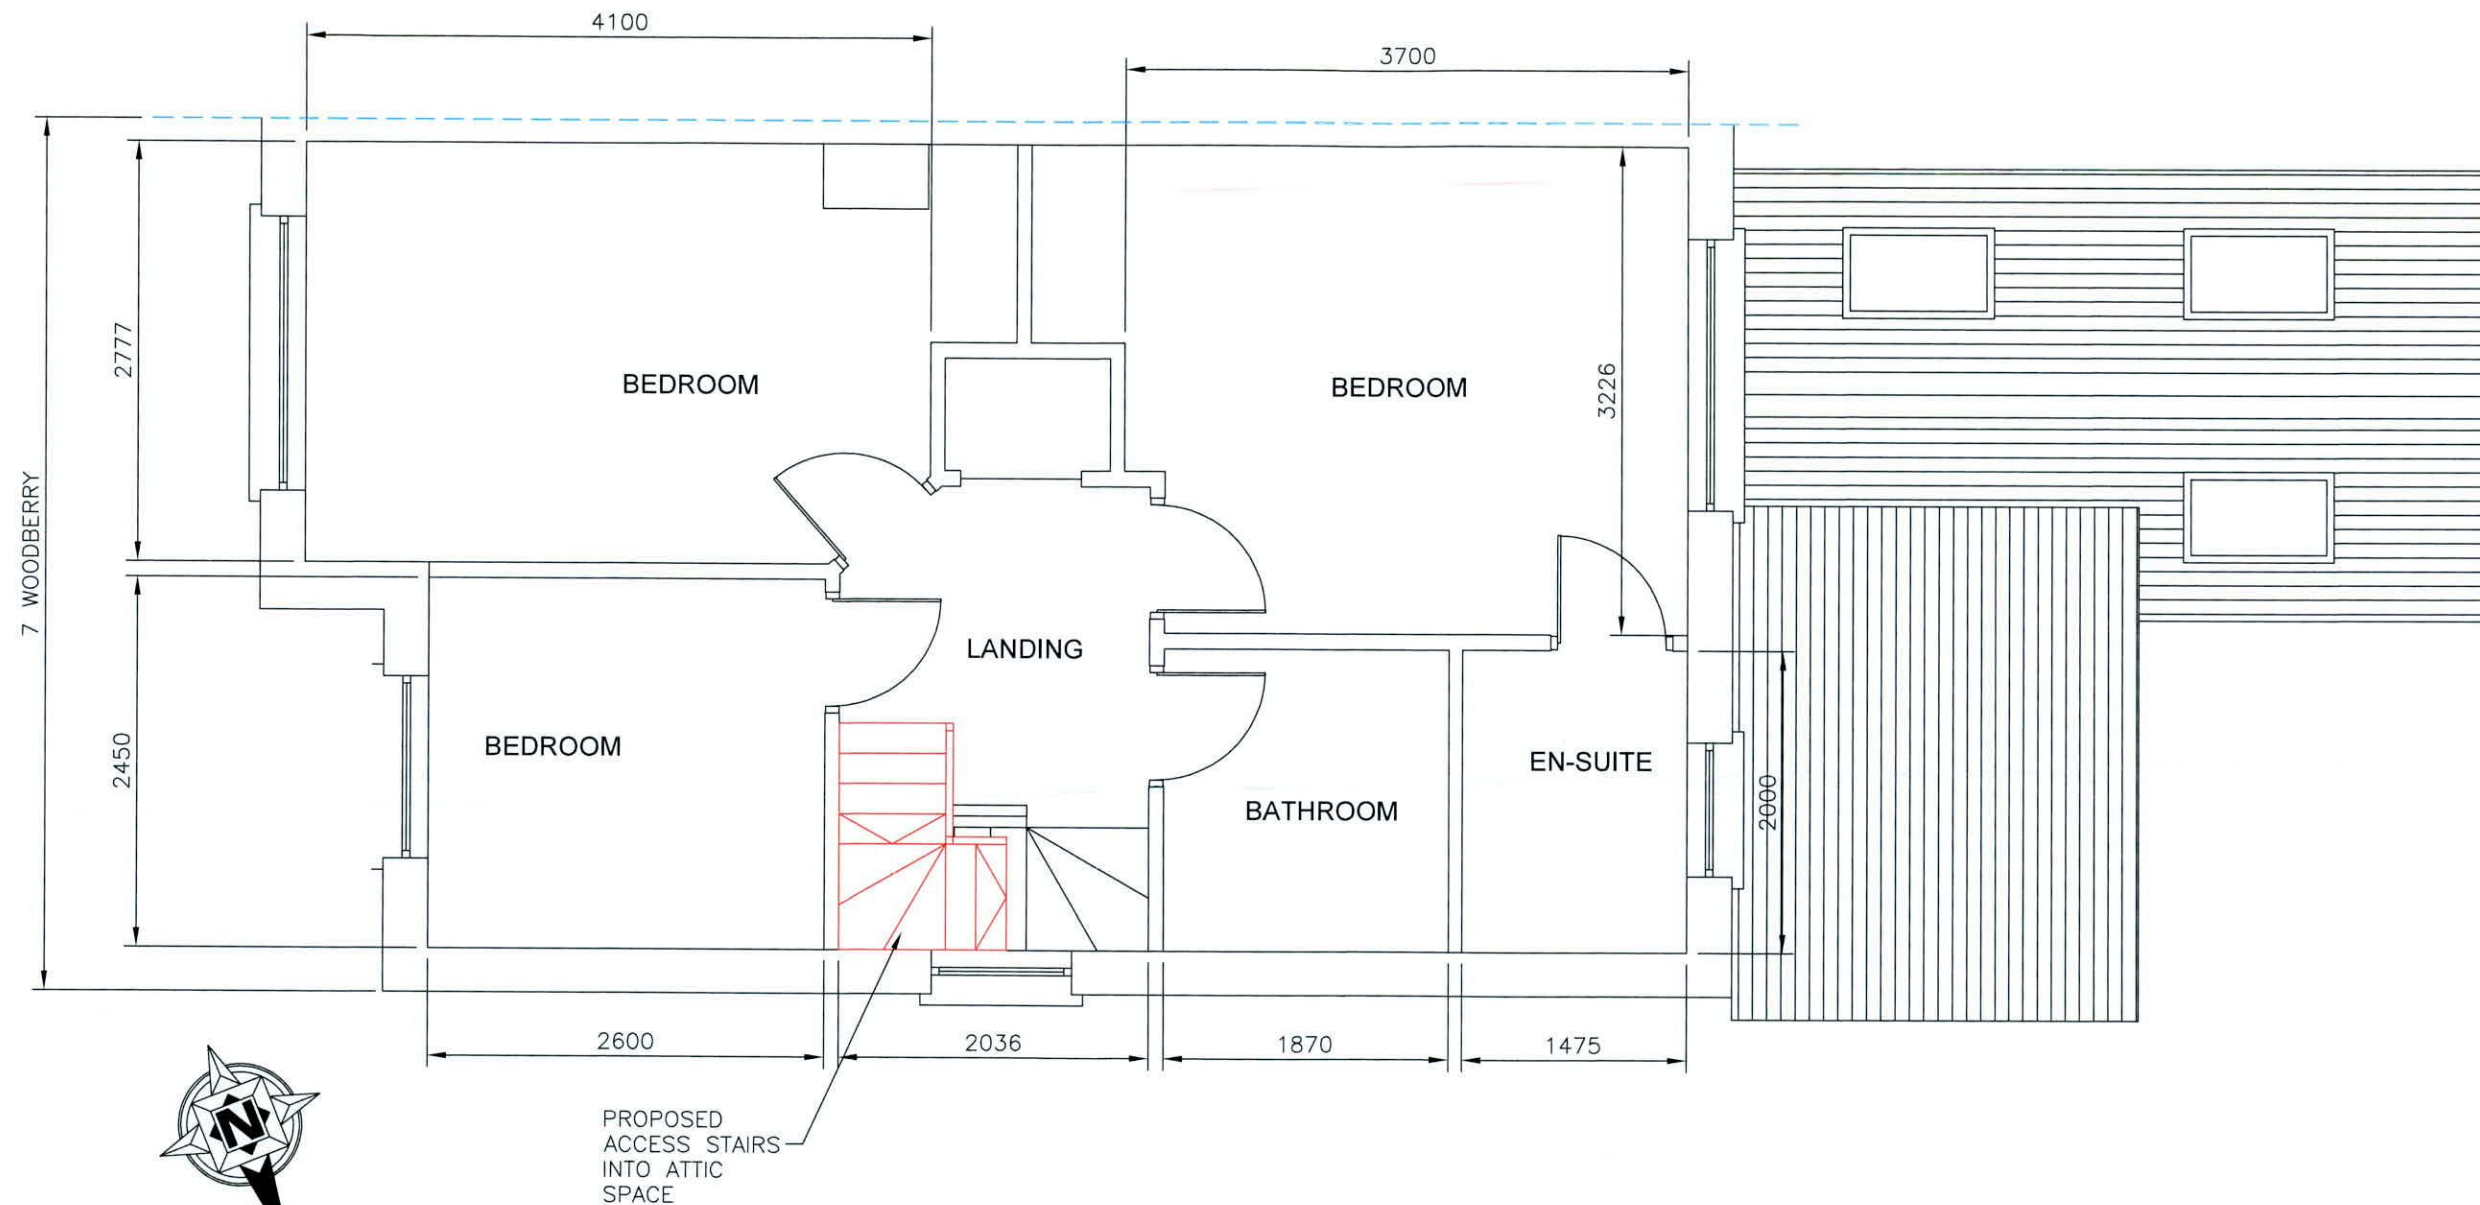 4100
3700
2777
BEDROOM
BEDROOM
3226
7 WOODBERRY
LANDING
2450
BEDROOM
EN-SUITE
2000
BATHROOM
2600
2036
1870
1475
N
PROPOSED
ACCESS STAIRS
INTO ATTIC
SPACE